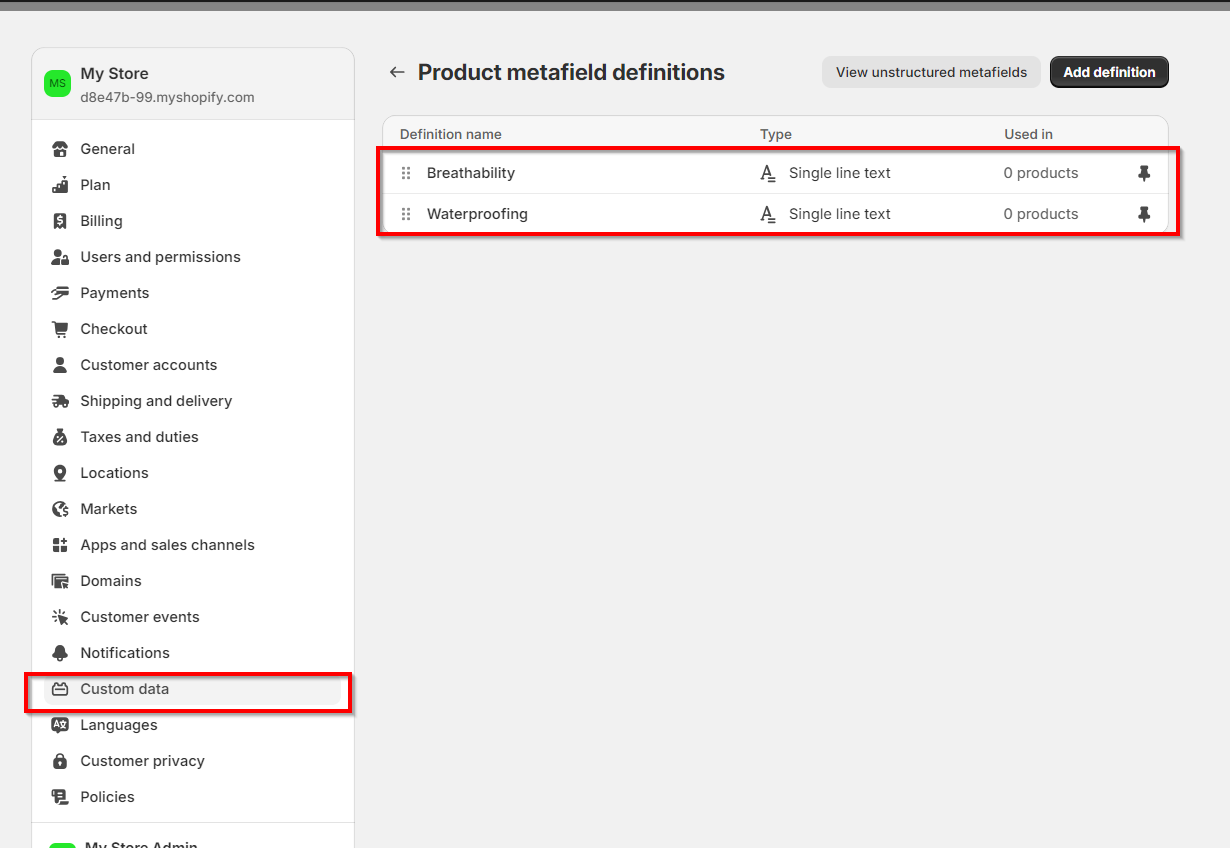 MS
My Store
d8e47b-99.myshopify.com
General
Plan
Billing
Users and permissions
Payments
Checkout
Customer accounts
Shipping and delivery
Taxes and duties
Locations
Markets
Apps and sales channels
Domains
Customer events
Notifications
Custom data
Languages
Customer privacy
Policies
My Store Admin
Product metafield definitions
View unstructured metafields
Add definition
Definition name Type Used in
Breathability Single line text 0 products
Waterproofing Single line text 0 products